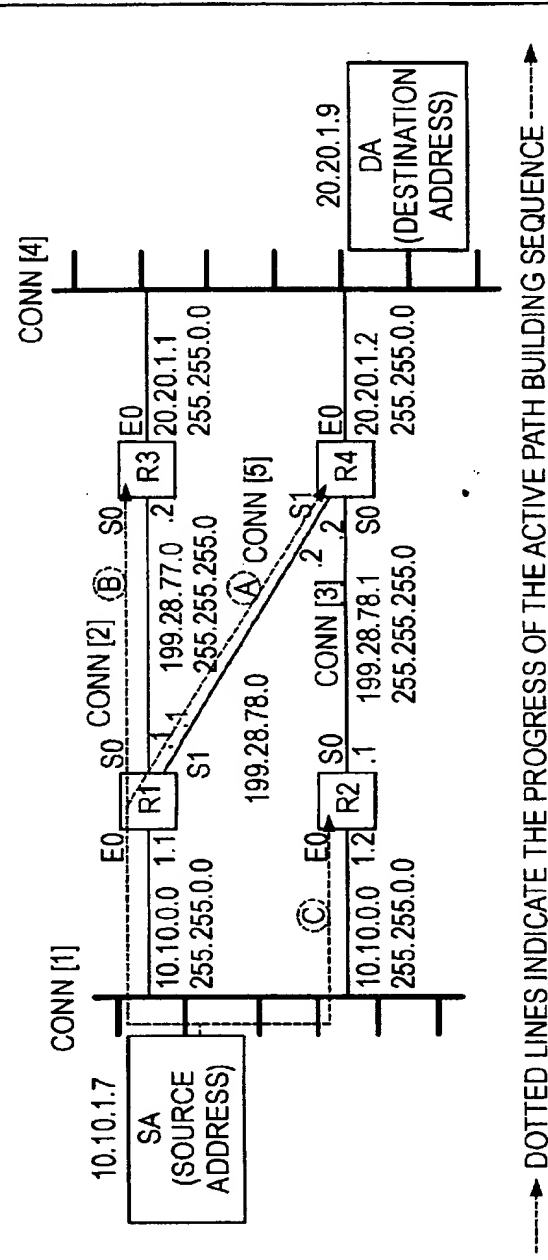 CONN [1]
10.10.1.7
SA
(SOURCE
ADDRESS)
E0
10.10.0.0 1.1
255.255.0.0
R1
S0
S1
.1
.1
CONN [2]
B
199.28.77.0
255.255.255.0
S0
.2
R3
E0
20.20.1.1
255.255.0.0
CONN [4]
199.28.78.0
A
CONN [5]
S1
.2
C
E0
10.10.0.0 1.2
255.255.0.0
R2
S0
.1
CONN [3]
199.28.78.1
255.255.255.0
.2
S0
R4
E0
20.20.1.2
255.255.0.0
20.20.1.9
DA
(DESTINATION
ADDRESS)
DOTTED LINES INDICATE THE PROGRESS OF THE ACTIVE PATH BUILDING SEQUENCE